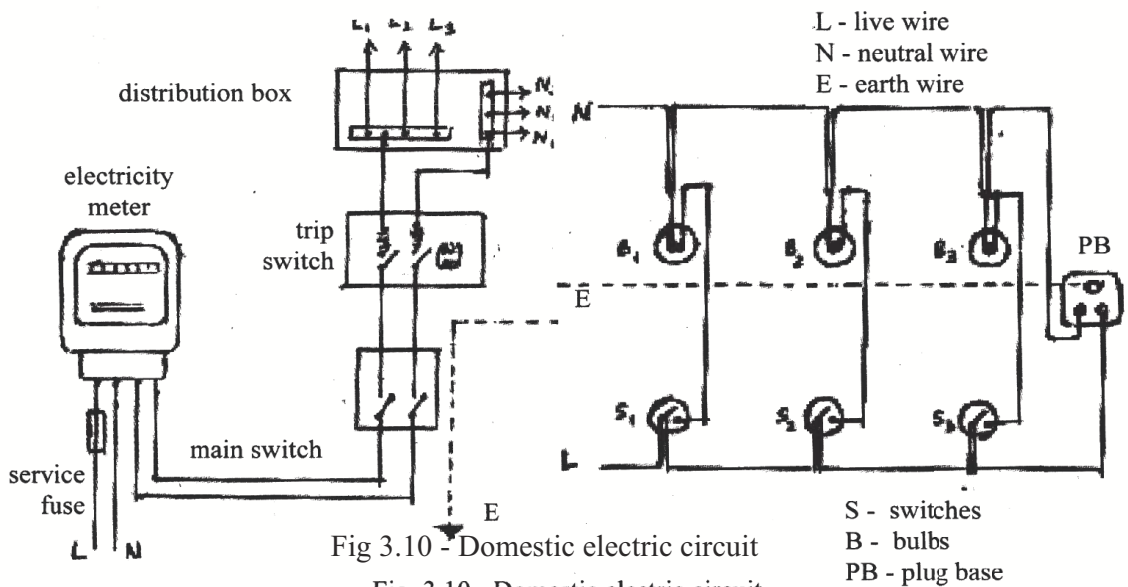 L₁ L₂ L₃
L - live wire
N - neutral wire
E - earth wire
distribution box
N
N₁
N₁
N
electricity
meter
trip
switch
B₁
B₂
B₃
PB
E
S₁
S₂
S₃
main switch
L
service
fuse
E
L N
S - switches
B - bulbs
PB - plug base
Fig 3.10 - Domestic electric circuit
Fig 3.10 - Domestic electric circuit